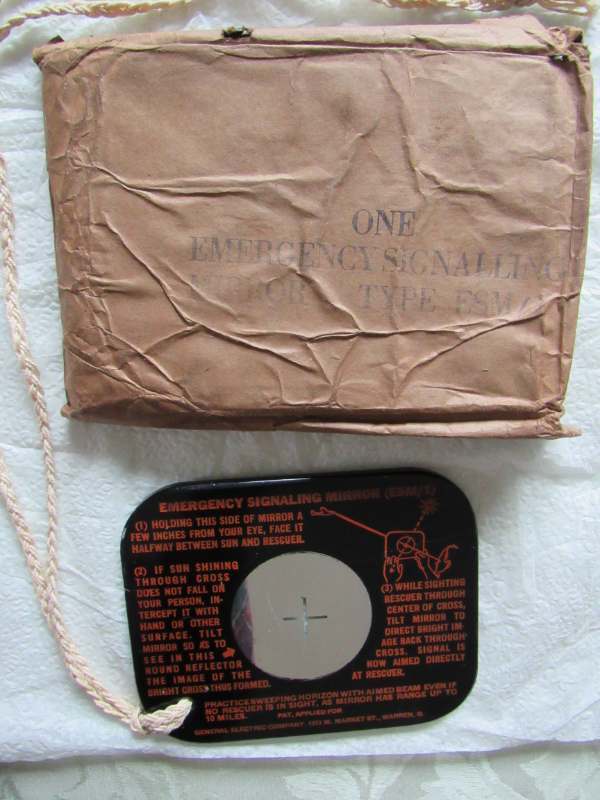 ONE
EMERGENCY SIGNALLING
MIRROR TYPE ESM/
EMERGENCY SIGNALING MIRROR (ESM/1)
(1) HOLDING THIS SIDE OF MIRROR A
FEW INCHES FROM YOUR EYE, FACE IT
HALFWAY BETWEEN SUN AND RESCUER.
(2) IF SUN SHINING
THROUGH CROSS
DOES NOT FALL ON
YOUR PERSON, IN-
TERCEPT IT WITH
HAND OR OTHER
SURFACE. TILT
MIRROR SO AS TO
SEE IN THIS
ROUND REFLECTOR
THE IMAGE OF THE
BRIGHT CROSS THUS FORMED.
(3) WHILE SIGHTING
RESCUER THROUGH
CENTER OF CROSS,
TILT MIRROR TO
DIRECT BRIGHT IM-
AGE BACK THROUGH
CROSS. SIGNAL IS
NOW AIMED DIRECTLY
AT RESCUER.
PRACTICE SWEEPING HORIZON WITH AIMED BEAM EVEN IF
NO RESCUER IS IN SIGHT, AS MIRROR HAS RANGE UP TO
10 MILES.
PAT. APPLIED FOR
GENERAL ELECTRIC COMPANY W. MARKET ST., WARREN, O.